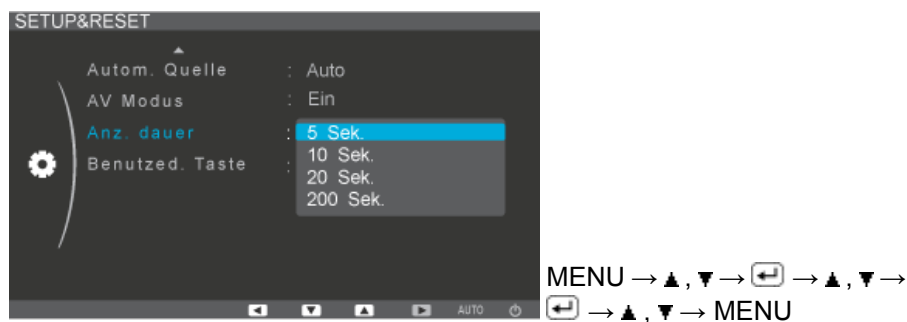 SETUP&RESET
Autom. Quelle : Auto
AV Modus : Ein
Anz. dauer : 5 Sek.
10 Sek.
Benutzed. Taste :
20 Sek.
200 Sek.
AUTO
MENU → ▲ , ▼ → ↵ → ▲ , ▼ →
↵ → ▲ , ▼ → MENU